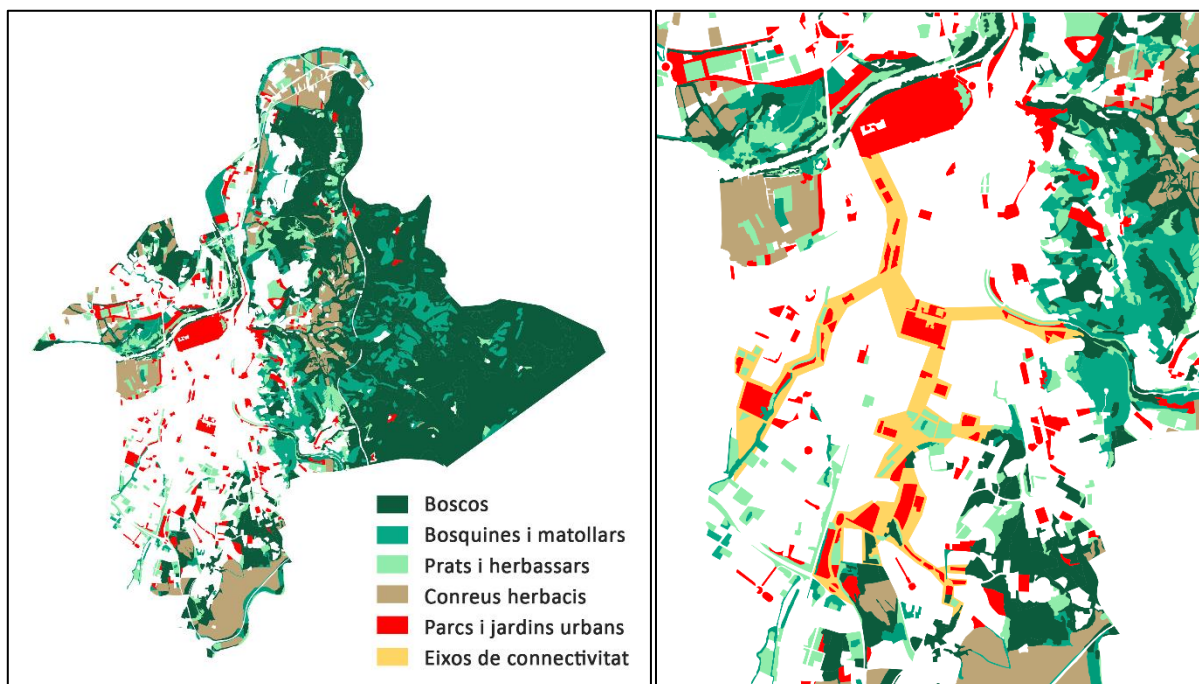 Boscos
Bosquines i matollars
Prats i herbassars
Conreus herbacis
Parcs i jardins urbans
Eixos de connectivitat